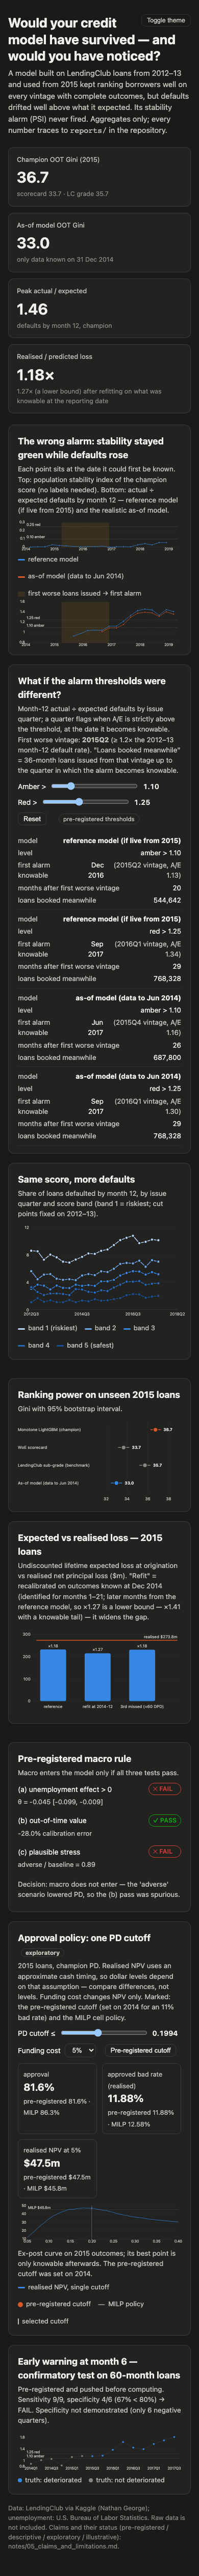 Would your credit
model have survived — and
would you have noticed?
Toggle theme
A model built on LendingClub loans from 2012–13
and used from 2015 kept ranking borrowers well in
every vintage with complete outcomes, but defaults
drifted well above what it expected. Its stability
alarm (PSI) never fired. Aggregates only; every
number traces to reports/ in the repository.
Champion OOT Gini (2015)
36.7
scorecard 33.7 · LC grade 35.7
As-of model OOT Gini
33.0
only data known on 31 Dec 2014
Peak actual / expected
1.46
defaults by month 12, champion
Realised / predicted loss
1.18×
1.27× (a lower bound) after refitting on what was
knowable at the reporting date
The wrong alarm: stability stayed
green while defaults rose
Each point sits at the date it could first be known.
Top: population stability index of the champion
score (no labels needed). Bottom: actual ÷
expected defaults by month 12 — reference model
(if live from 2015) and the realistic as-of model.
reference model
as-of model (data to Jun 2014)
first worse loans issued → first alarm
What if the alarm thresholds were
different?
Month-12 actual ÷ expected defaults by issue
quarter; a quarter flags when A/E is strictly above
the threshold, at the date it becomes knowable.
First worse vintage: 2015Q2 (≥ 1.2× the 2012–13
month-12 default rate). "Loans booked meanwhile"
= 36-month loans issued from that vintage up to
the quarter in which the alarm becomes knowable.
Amber > 1.10
Red > 1.25
Reset pre-registered thresholds
model reference model (if live from 2015)
level amber > 1.10
first alarm knowable Dec 2016 (2015Q2 vintage, A/E 1.13)
months after first worse vintage 20
loans booked meanwhile 544,642
model reference model (if live from 2015)
level red > 1.25
first alarm knowable Sep 2017 (2016Q1 vintage, A/E 1.34)
months after first worse vintage 29
loans booked meanwhile 768,328
model as-of model (data to Jun 2014)
level amber > 1.10
first alarm knowable Jun 2017 (2015Q4 vintage, A/E 1.16)
months after first worse vintage 26
loans booked meanwhile 687,800
model as-of model (data to Jun 2014)
level red > 1.25
first alarm knowable Sep 2017 (2016Q1 vintage, A/E 1.30)
months after first worse vintage 29
loans booked meanwhile 768,328
Same score, more defaults
Share of loans defaulted by month 12, by issue
quarter and score band (band 1 = riskiest; cut
points fixed on 2012–13).
band 1 (riskiest) band 2 band 3
band 4 band 5 (safest)
Ranking power on unseen 2015 loans
Gini with 95% bootstrap interval.
Monotone LightGBM (champion) 36.7
WoE scorecard 33.7
LendingClub sub-grade (benchmark) 35.7
As-of model (data to Jun 2014) 33.0
Expected vs realised loss — 2015
loans
Undiscounted lifetime expected loss at origination
vs realised net principal loss ($m). "Refit" =
recalibrated on outcomes known at Dec 2014
(identified for months 1–21; later months from the
reference model, so ×1.27 is a lower bound — ×1.41
with a knowable tail) — it widens the gap.
realised $273.8m
×1.18 ×1.27 ×1.18
reference refit at 2014-12 3rd missed (>60 DPD)
Pre-registered macro rule
Macro enters the model only if all three tests pass.
(a) unemployment effect > 0 × FAIL
θ = -0.045 [-0.099, -0.009]
(b) out-of-time value ✓ PASS
-28.0% calibration error
(c) plausible stress × FAIL
adverse / baseline = 0.89
Decision: macro does not enter — the 'adverse'
scenario lowered PD, so the (b) pass was spurious.
Approval policy: one PD cutoff
exploratory
2015 loans, champion PD. Realised NPV uses an
approximate cash timing, so dollar levels depend
on that assumption — compare differences, not
levels. Funding cost changes NPV only. Marked:
the pre-registered cutoff (set on 2014 for an 11%
bad rate) and the MILP cell policy.
PD cutoff ≤ 0.1994
Funding cost 5% Pre-registered cutoff
approval
81.6%
pre-registered 81.6% ·
MILP 86.3%
approved bad rate
(realised)
11.88%
pre-registered 11.88%
· MILP 12.58%
realised NPV at 5%
$47.5m
pre-registered $47.5m
· MILP $45.8m
MILP $45.8m
Ex-post curve on 2015 outcomes; its best point is
only knowable afterwards. The pre-registered
cutoff was set on 2014.
realised NPV, single cutoff
pre-registered cutoff MILP policy
selected cutoff
Early warning at month 6 —
confirmatory test on 60-month loans
Pre-registered and pushed before computing.
Sensitivity 9/9, specificity 4/6 (67% < 80%) →
FAIL. Specificity not demonstrated (only 6 negative
quarters).
truth: deteriorated truth: not deteriorated
Data: LendingClub via Kaggle (Nathan George);
unemployment: U.S. Bureau of Labor Statistics. Raw data is
not included. Claims and their status (pre-registered /
descriptive / exploratory / illustrative):
notes/05_claims_and_limitations.md.